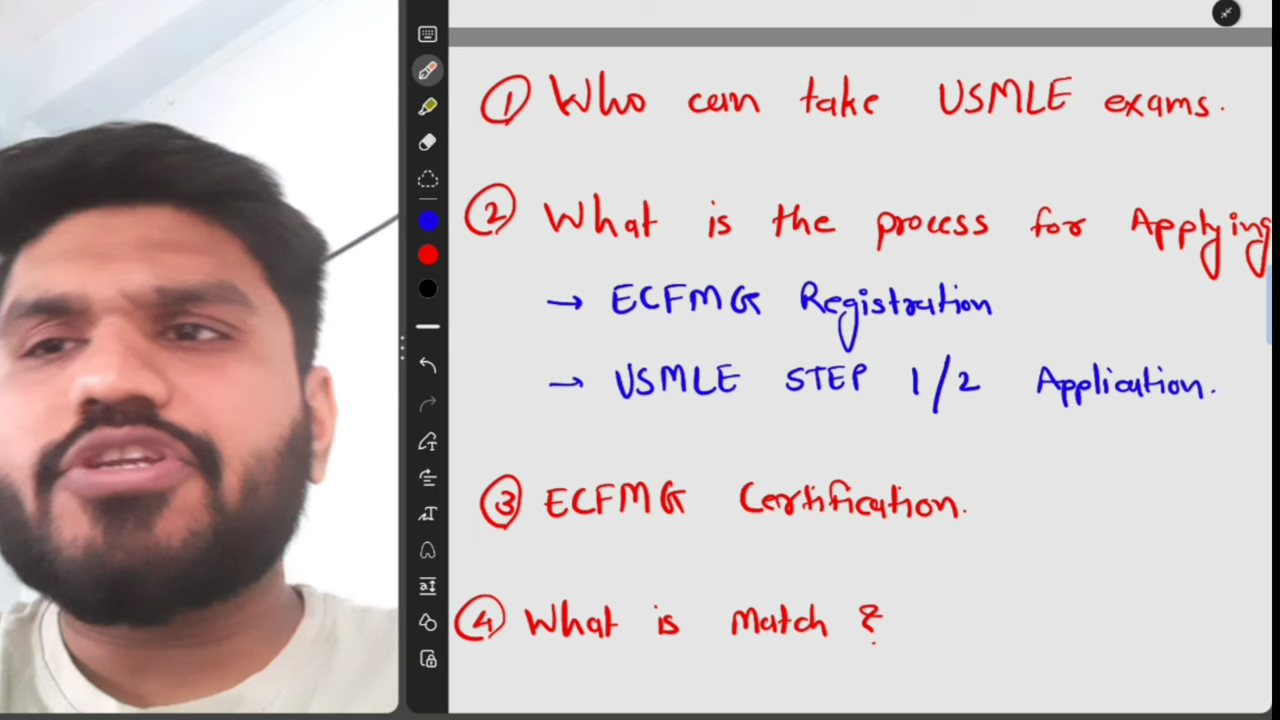 ① Who can take USMLE exams.
② What is the process for Applying
→ ECFMG Registration
→ USMLE STEP 1/2 Application.
③ ECFMG Certification.
④ What is Match ?